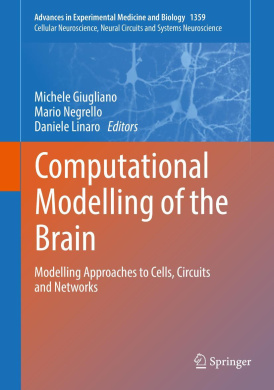 Advances in Experimental Medicine and Biology 1359
Cellular Neuroscience, Neural Circuits and Systems Neuroscience
Michele Giugliano
Mario Negrello
Daniele Linaro Editors
Computational
Modelling of the
Brain
Modelling Approaches to Cells, Circuits
and Networks
Springer